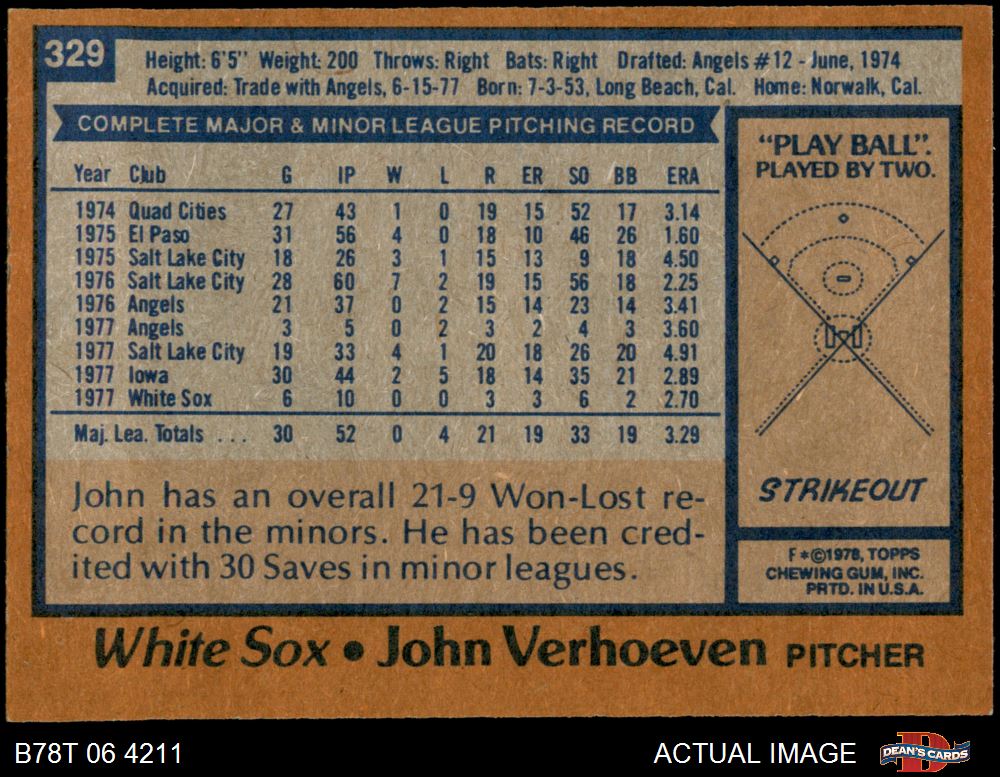 329
Height: 6'5" Weight: 200 Throws: Right Bats: Right Drafted: Angels #12 - June, 1974
Acquired: Trade with Angels, 6-15-77 Born: 7-3-53, Long Beach, Cal. Home: Norwalk, Cal.
COMPLETE MAJOR & MINOR LEAGUE PITCHING RECORD
Year Club G IP W L R ER SO BB ERA
1974 Quad Cities 27 43 1 0 19 15 52 17 3.14
1975 El Paso 31 56 4 0 18 10 46 26 1.60
1975 Salt Lake City 18 26 3 1 15 13 9 18 4.50
1976 Salt Lake City 28 60 7 2 19 15 56 18 2.25
1976 Angels 21 37 0 2 15 14 23 14 3.41
1977 Angels 3 5 0 2 3 2 4 3 3.60
1977 Salt Lake City 19 33 4 1 20 18 26 20 4.91
1977 Iowa 30 44 2 5 18 14 35 21 2.89
1977 White Sox 6 10 0 0 3 3 6 2 2.70
Maj. Lea. Totals ... 30 52 0 4 21 19 33 19 3.29
John has an overall 21-9 Won-Lost re-
cord in the minors. He has been cred-
ited with 30 Saves in minor leagues.
"PLAY BALL".
PLAYED BY TWO.
STRIKEOUT
F*©1978, TOPPS
CHEWING GUM, INC.
PRTD. IN U.S.A.
White Sox • John Verhoeven PITCHER
B78T 06 4211
ACTUAL IMAGE
DEAN'S CARDS